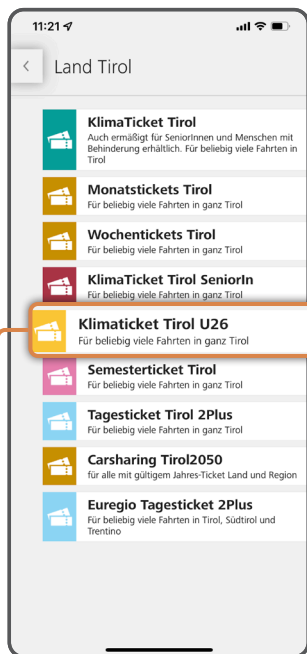 11:21
Land Tirol
KlimaTicket Tirol
Auch ermäßigt für SeniorInnen und Menschen mit
Behinderung erhältlich. Für beliebig viele Fahrten in
Tirol
Monatstickets Tirol
Für beliebig viele Fahrten in ganz Tirol
Wochentickets Tirol
Für beliebig viele Fahrten in ganz Tirol
KlimaTicket Tirol SeniorIn
Für beliebig viele Fahrten in ganz Tirol
Klimaticket Tirol U26
Für beliebig viele Fahrten in ganz Tirol
Semesterticket Tirol
Für beliebig viele Fahrten in ganz Tirol
Tagesticket Tirol 2Plus
Für beliebig viele Fahrten in ganz Tirol
Carsharing Tirol2050
für alle mit gültigem Jahres-Ticket Land und Region
Euregio Tagesticket 2Plus
Für beliebig viele Fahrten in Tirol, Südtirol und
Trentino